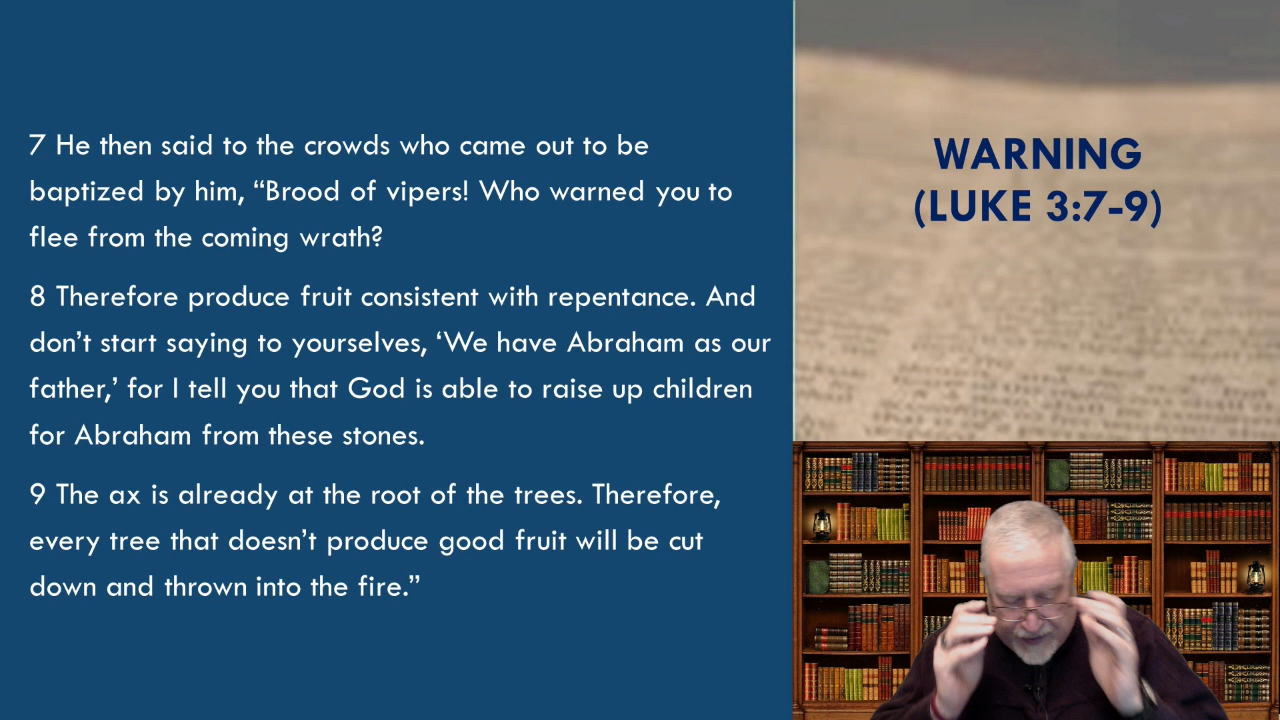 7 He then said to the crowds who came out to be
baptized by him, “Brood of vipers! Who warned you to
flee from the coming wrath?
8 Therefore produce fruit consistent with repentance. And
don’t start saying to yourselves, ‘We have Abraham as our
father,’ for I tell you that God is able to raise up children
for Abraham from these stones.
9 The ax is already at the root of the trees. Therefore,
every tree that doesn’t produce good fruit will be cut
down and thrown into the fire.”
WARNING
(LUKE 3:7-9)